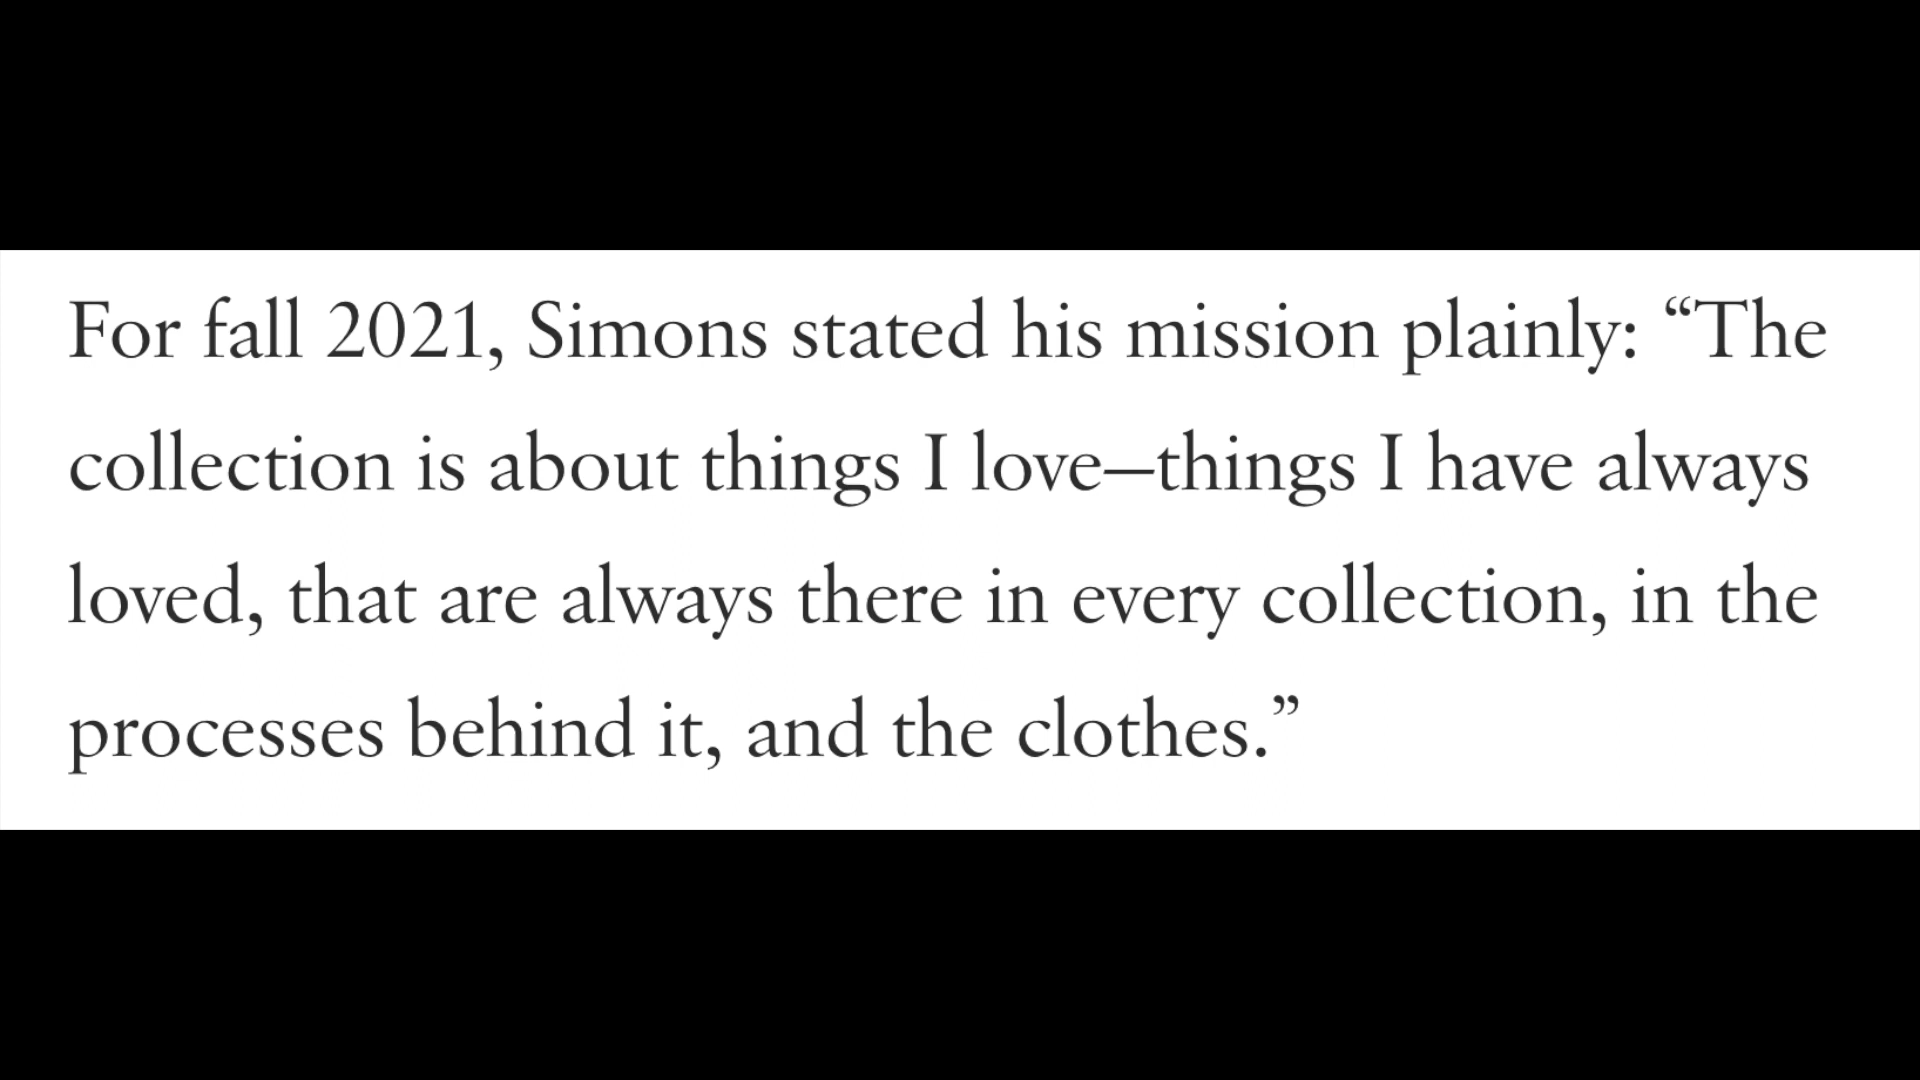 For fall 2021, Simons stated his mission plainly: “The
collection is about things I love—things I have always
loved, that are always there in every collection, in the
processes behind it, and the clothes.”